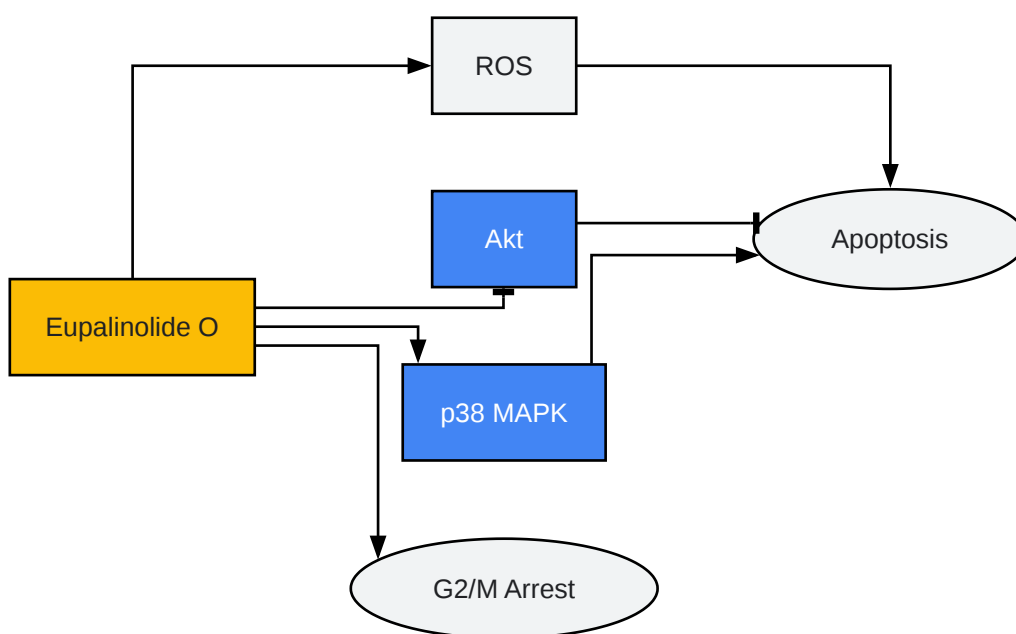 ROS
Akt
Apoptosis
Eupalinolide O
p38 MAPK
G2/M Arrest